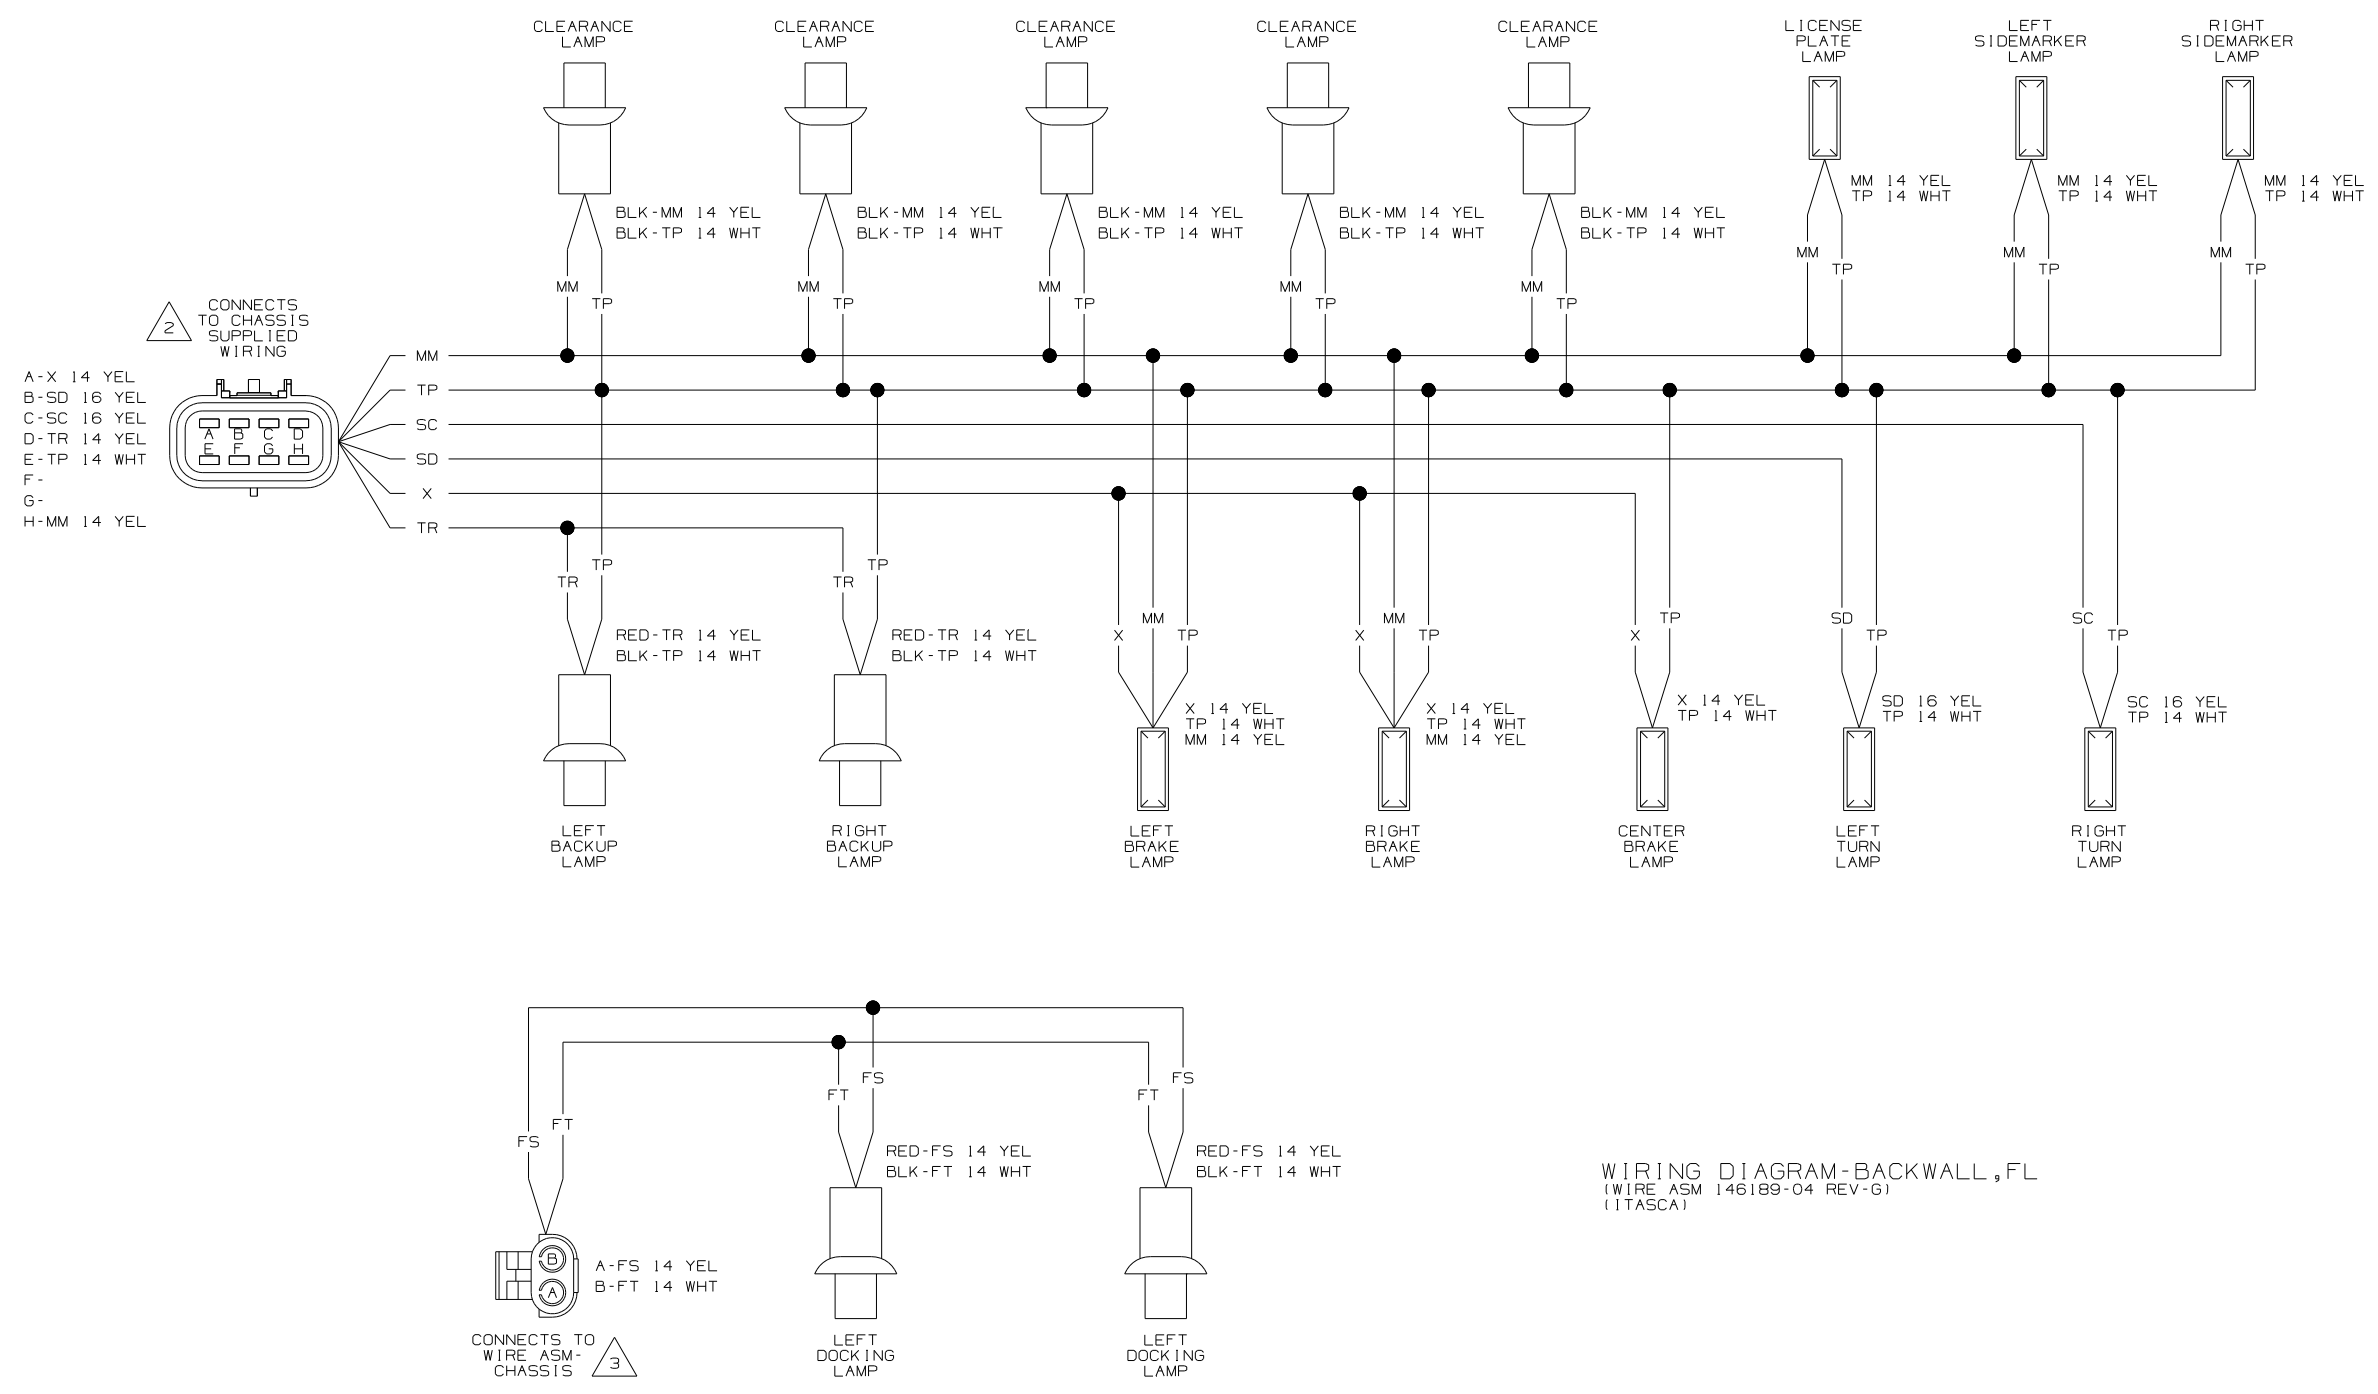 CLEARANCE
LAMP
CLEARANCE
LAMP
CLEARANCE
LAMP
CLEARANCE
LAMP
CLEARANCE
LAMP
LICENSE
PLATE
LAMP
LEFT
SIDEMARKER
LAMP
RIGHT
SIDEMARKER
LAMP
BLK-MM 14 YEL
BLK-TP 14 WHT
BLK-MM 14 YEL
BLK-TP 14 WHT
BLK-MM 14 YEL
BLK-TP 14 WHT
BLK-MM 14 YEL
BLK-TP 14 WHT
BLK-MM 14 YEL
BLK-TP 14 WHT
MM 14 YEL
TP 14 WHT
MM 14 YEL
TP 14 WHT
MM 14 YEL
TP 14 WHT
MM
TP
MM
TP
MM
TP
MM
TP
MM
TP
MM
TP
MM
TP
MM
TP
2
CONNECTS
TO CHASSIS
SUPPLIED
WIRING
A-X 14 YEL
B-SD 16 YEL
C-SC 16 YEL
D-TR 14 YEL
E-TP 14 WHT
F-
G-
H-MM 14 YEL
A B C D
E F G H
MM
TP
SC
SD
X
TR
TR
TP
TR
TP
X
MM
TP
X
MM
TP
X
TP
SD
TP
SC
TP
RED-TR 14 YEL
BLK-TP 14 WHT
RED-TR 14 YEL
BLK-TP 14 WHT
X 14 YEL
TP 14 WHT
MM 14 YEL
X 14 YEL
TP 14 WHT
MM 14 YEL
X 14 YEL
TP 14 WHT
SD 16 YEL
TP 14 WHT
SC 16 YEL
TP 14 WHT
LEFT
BACKUP
LAMP
RIGHT
BACKUP
LAMP
LEFT
BRAKE
LAMP
RIGHT
BRAKE
LAMP
CENTER
BRAKE
LAMP
LEFT
TURN
LAMP
RIGHT
TURN
LAMP
FS
FT
FT
FS
FT
FS
RED-FS 14 YEL
BLK-FT 14 WHT
RED-FS 14 YEL
BLK-FT 14 WHT
B
A
A-FS 14 YEL
B-FT 14 WHT
CONNECTS TO
WIRE ASM-
CHASSIS
3
LEFT
DOCKING
LAMP
LEFT
DOCKING
LAMP
WIRING DIAGRAM-BACKWALL,FL
(WIRE ASM 146189-04 REV-G)
(ITASCA)